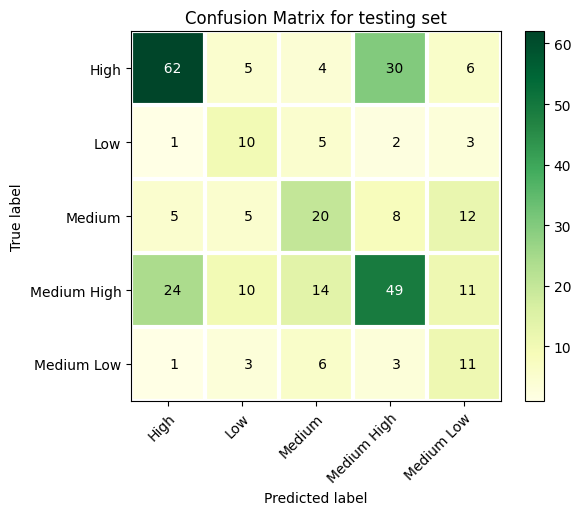 Confusion Matrix for testing set
High 62 5 4 30 6
Low 1 10 5 2 3
Medium 5 5 20 8 12
Medium High 24 10 14 49 11
Medium Low 1 3 6 3 11
High Low Medium Medium High Medium Low
Predicted label
True label
60
50
40
30
20
10